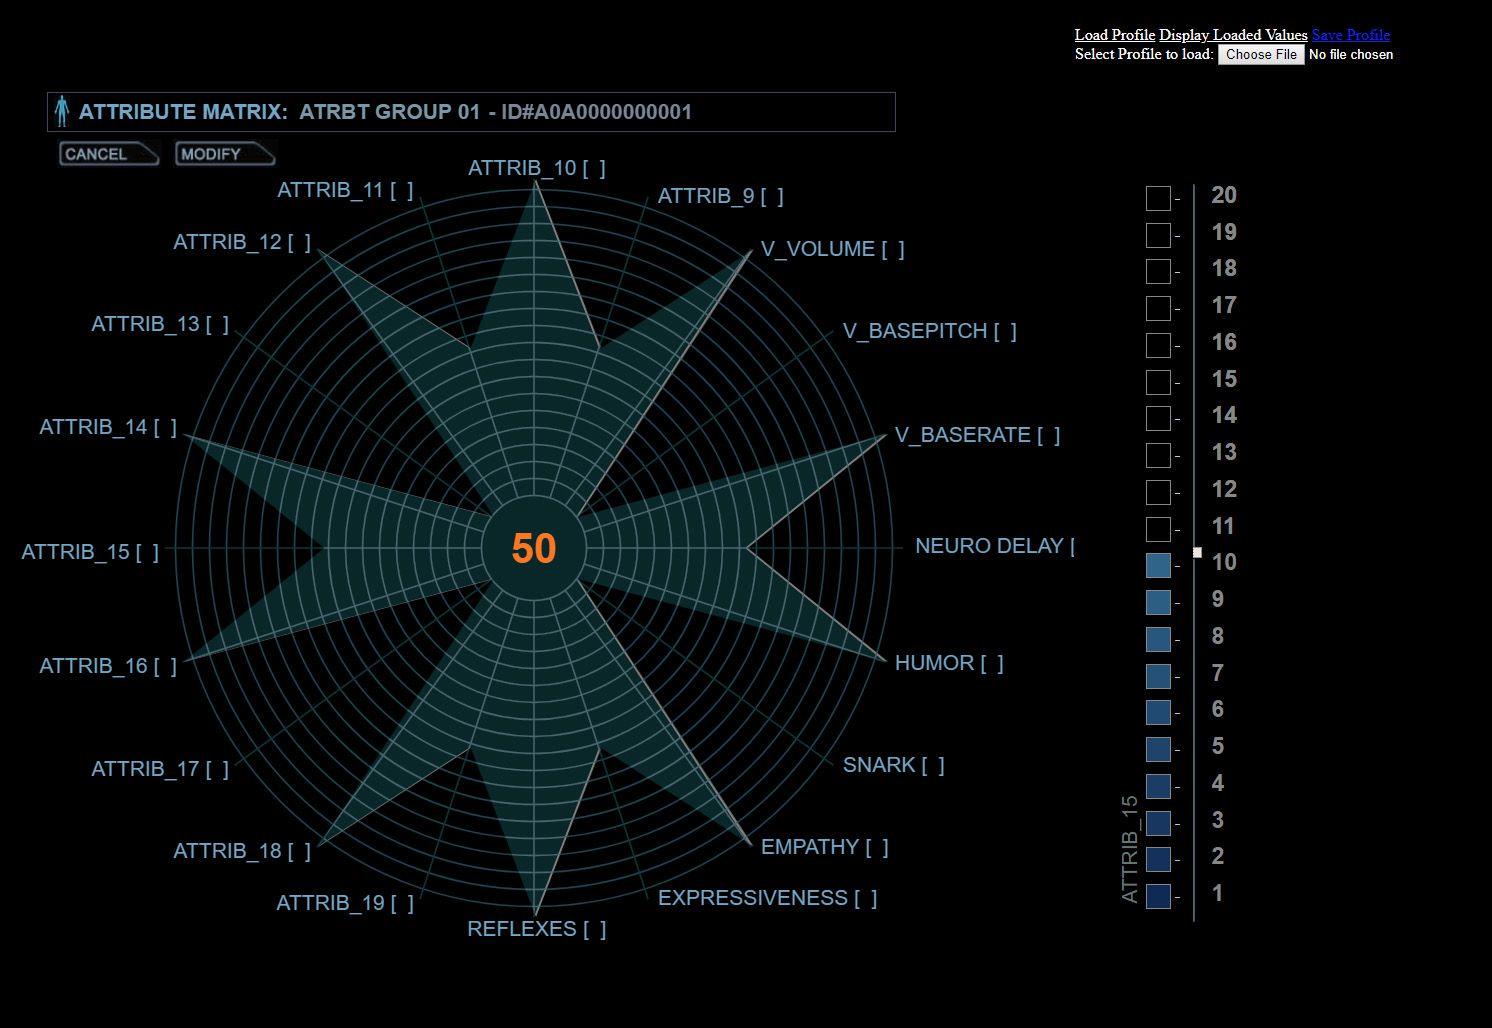 Load Profile Display Loaded Values Save Profile
Select Profile to load: Choose File No file chosen
ATTRIBUTE MATRIX: ATRBT GROUP 01 - ID#A0A0000000001
CANCEL MODIFY
ATTRIB_10 [ ]
ATTRIB_11 [ ]
ATTRIB_9 [ ]
ATTRIB_12 [ ]
V_VOLUME [ ]
ATTRIB_13 [ ]
V_BASEPITCH [ ]
ATTRIB_14 [ ]
V_BASERATE [ ]
50
ATTRIB_15 [ ]
NEURO DELAY [
ATTRIB_16 [ ]
HUMOR [ ]
ATTRIB_17 [ ]
SNARK [ ]
ATTRIB_18 [ ]
EMPATHY [ ]
ATTRIB_19 [ ]
EXPRESSIVENESS [ ]
REFLEXES [ ]
- 20
- 19
- 18
- 17
- 16
- 15
- 14
- 13
- 12
- 11
- 10
- 9
- 8
- 7
- 6
- 5
- 4
- 3
- 2
- 1
ATTRIB_15